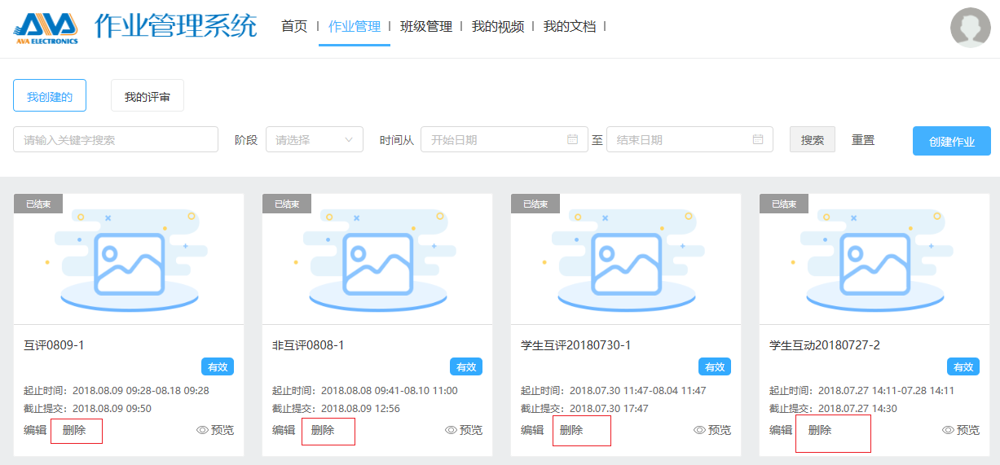 AVA ELECTRONICS 作业管理系统 首页 | 作业管理 | 班级管理 | 我的视频 | 我的文档 |
我创建的 我的评审
请输入关键字搜索 阶段 请选择 时间从 开始日期 至 结束日期 搜索 重置 创建作业
已结束 已结束 已结束 已结束
互评0809-1 非互评0808-1 学生互评20180730-1 学生互动20180727-2
有效 有效 有效 有效
起止时间：2018.08.09 09:28-08.18 09:28 起止时间：2018.08.08 09:41-08.10 11:00 起止时间：2018.07.30 11:47-08.04 11:47 起止时间：2018.07.27 14:11-07.28 14:11
截止提交：2018.08.09 09:50 截止提交：2018.08.09 12:56 截止提交：2018.07.30 17:47 截止提交：2018.07.27 14:30
编辑 删除 预览 编辑 删除 预览 编辑 删除 预览 编辑 删除 预览